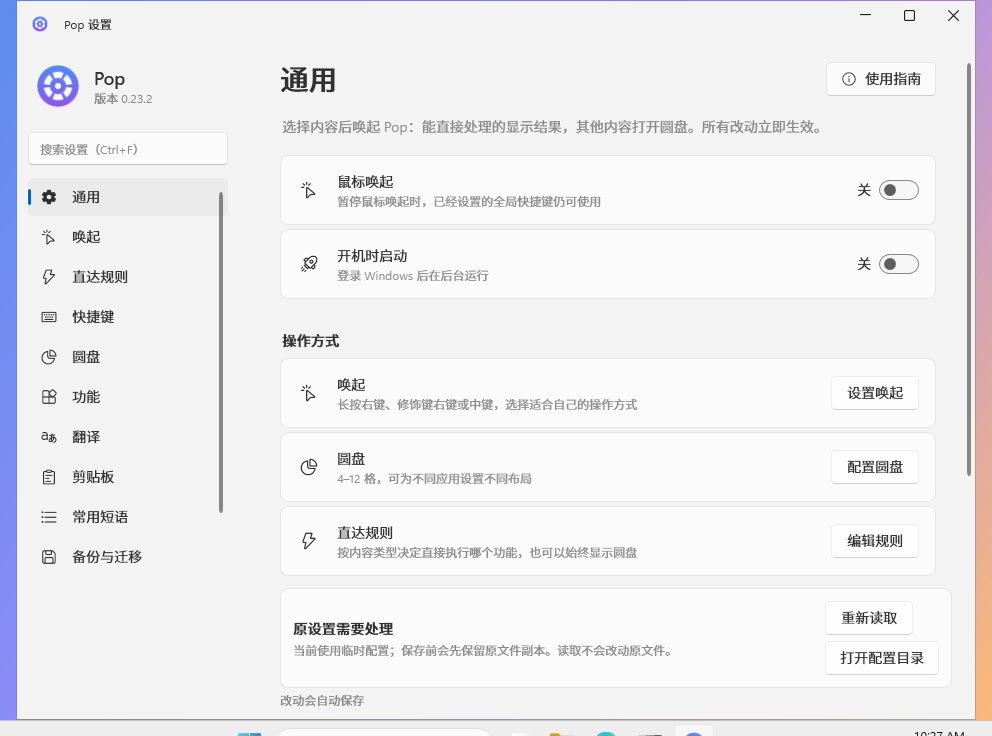 Pop 设置
Pop
版本 0.23.2
搜索设置（Ctrl+F）
通用
唤起
直达规则
快捷键
圆盘
功能
翻译
剪贴板
常用短语
备份与迁移
通用
使用指南
选择内容后唤起 Pop：能直接处理的显示结果，其他内容打开圆盘。所有改动立即生效。
鼠标唤起
暂停鼠标唤起时，已经设置的全局快捷键仍可使用
关
开机时启动
登录 Windows 后在后台运行
关
操作方式
唤起
长按右键、修饰键右键或中键，选择适合自己的操作方式
设置唤起
圆盘
4–12 格，可为不同应用设置不同布局
配置圆盘
直达规则
按内容类型决定直接执行哪个功能，也可以始终显示圆盘
编辑规则
原设置需要处理
当前使用临时配置；保存前会先保留原文件副本。读取不会改动原文件。
重新读取
打开配置目录
改动会自动保存
10:27 AM